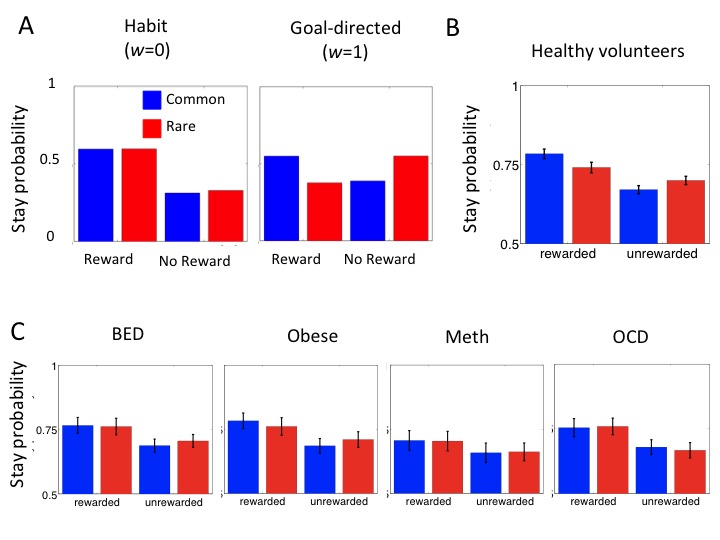 A
Habit
(w=0)
Goal-directed
(w=1)
B
Healthy volunteers
Stay probability
1
0.5
0
Common
Rare
Reward
No Reward
Reward
No Reward
Stay probability
1
0.75
0.5
rewarded
unrewarded
C
BED
Obese
Meth
OCD
Stay probability
1
0.75
0.5
rewarded
unrewarded
rewarded
unrewarded
rewarded
unrewarded
rewarded
unrewarded